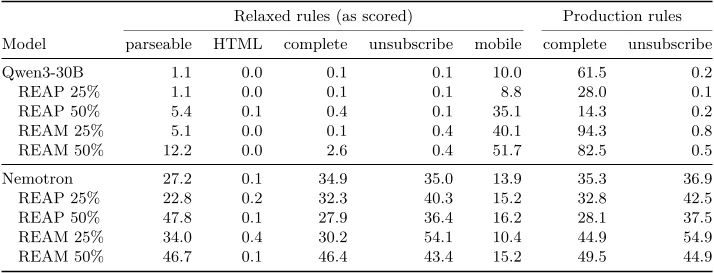 Relaxed rules (as scored) Production rules
Model parseable HTML complete unsubscribe mobile complete unsubscribe
Qwen3-30B 1.1 0.0 0.1 0.1 10.0 61.5 0.2
REAP 25% 1.1 0.0 0.1 0.1 8.8 28.0 0.1
REAP 50% 5.4 0.1 0.4 0.1 35.1 14.3 0.2
REAM 25% 5.1 0.0 0.1 0.4 40.1 94.3 0.8
REAM 50% 12.2 0.0 2.6 0.4 51.7 82.5 0.5
Nemotron 27.2 0.1 34.9 35.0 13.9 35.3 36.9
REAP 25% 22.8 0.2 32.3 40.3 15.2 32.8 42.5
REAP 50% 47.8 0.1 27.9 36.4 16.2 28.1 37.5
REAM 25% 34.0 0.4 30.2 54.1 10.4 44.9 54.9
REAM 50% 46.7 0.1 46.4 43.4 15.2 49.5 44.9